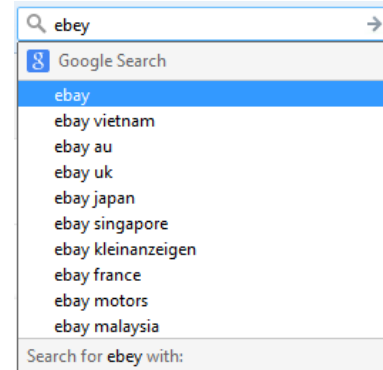 ebey
Google Search
ebay
ebay vietnam
ebay au
ebay uk
ebay japan
ebay singapore
ebay kleinanzeigen
ebay france
ebay motors
ebay malaysia
Search for ebey with: